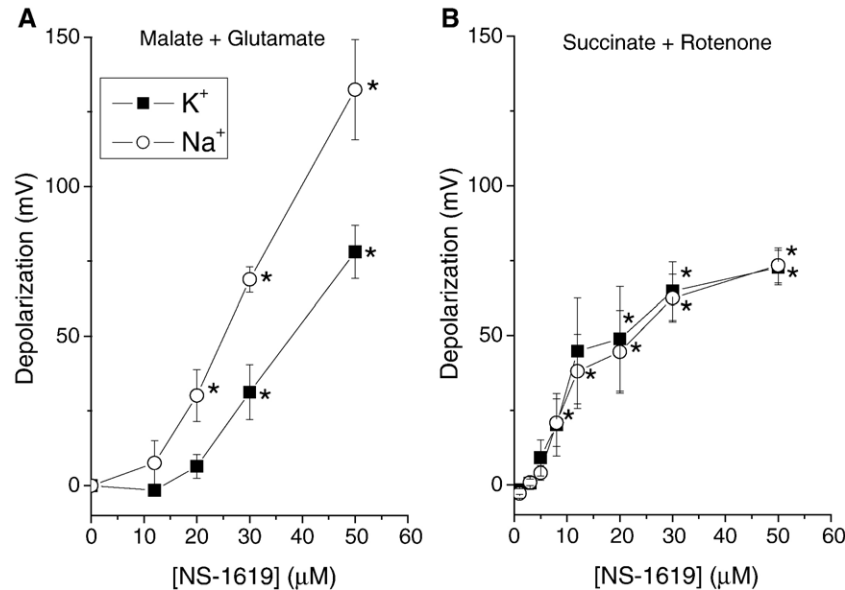 A
Malate + Glutamate
K+
Na+
Depolarization (mV)
150
100
50
0
0 10 20 30 40 50 60
[NS-1619] (μM)
* * * * *
B
Succinate + Rotenone
Depolarization (mV)
150
100
50
0
0 10 20 30 40 50 60
[NS-1619] (μM)
* * * * * * * *